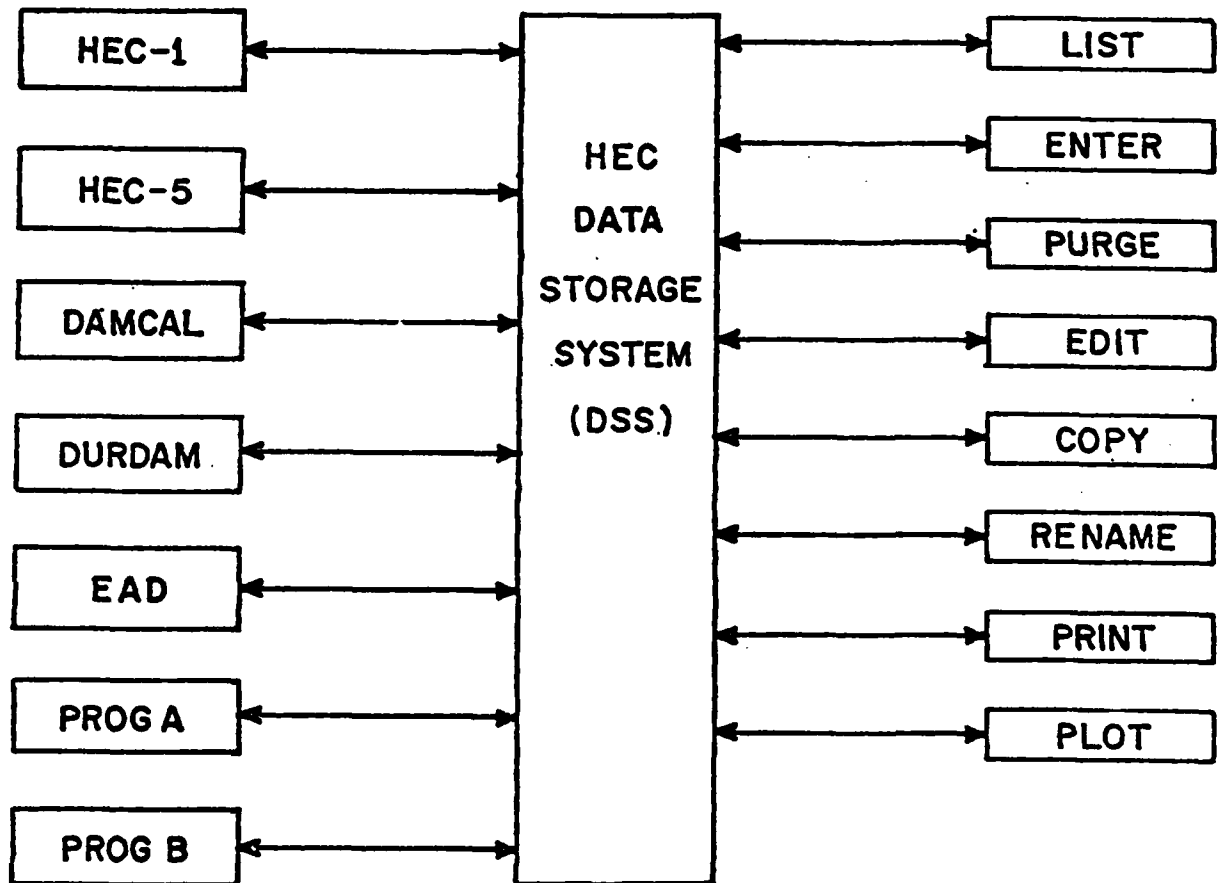 HEC-1
HEC-5
DAMCAL
DURDAM
EAD
PROG A
PROG B
HEC
DATA
STORAGE
SYSTEM
(DSS)
LIST
ENTER
PURGE
EDIT
COPY
RENAME
PRINT
PLOT